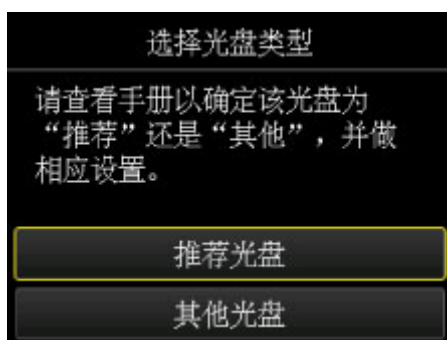 选择光盘类型
请查看手册以确定该光盘为
“推荐”还是“其他”，并做
相应设置。
推荐光盘
其他光盘